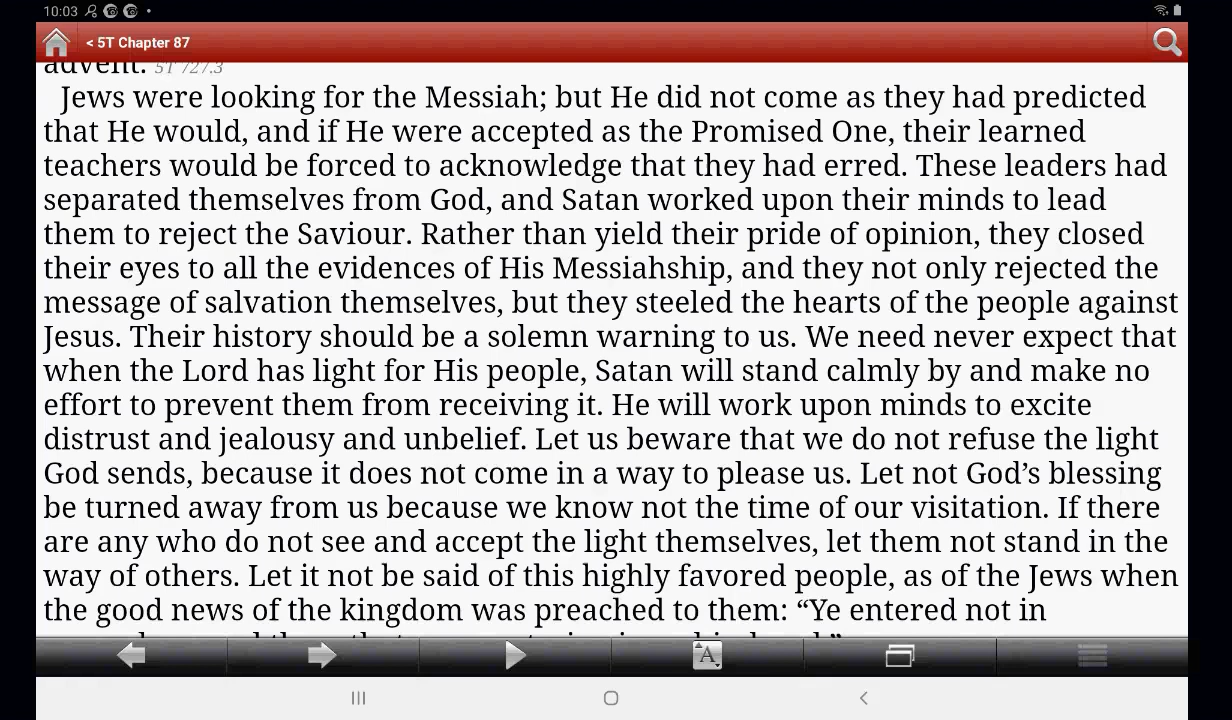 10:03
< 5T Chapter 87
advent. 5T 727.3
Jews were looking for the Messiah; but He did not come as they had predicted
that He would, and if He were accepted as the Promised One, their learned
teachers would be forced to acknowledge that they had erred. These leaders had
separated themselves from God, and Satan worked upon their minds to lead
them to reject the Saviour. Rather than yield their pride of opinion, they closed
their eyes to all the evidences of His Messiahship, and they not only rejected the
message of salvation themselves, but they steeled the hearts of the people against
Jesus. Their history should be a solemn warning to us. We need never expect that
when the Lord has light for His people, Satan will stand calmly by and make no
effort to prevent them from receiving it. He will work upon minds to excite
distrust and jealousy and unbelief. Let us beware that we do not refuse the light
God sends, because it does not come in a way to please us. Let not God’s blessing
be turned away from us because we know not the time of our visitation. If there
are any who do not see and accept the light themselves, let them not stand in the
way of others. Let it not be said of this highly favored people, as of the Jews when
the good news of the kingdom was preached to them: “Ye entered not in
A